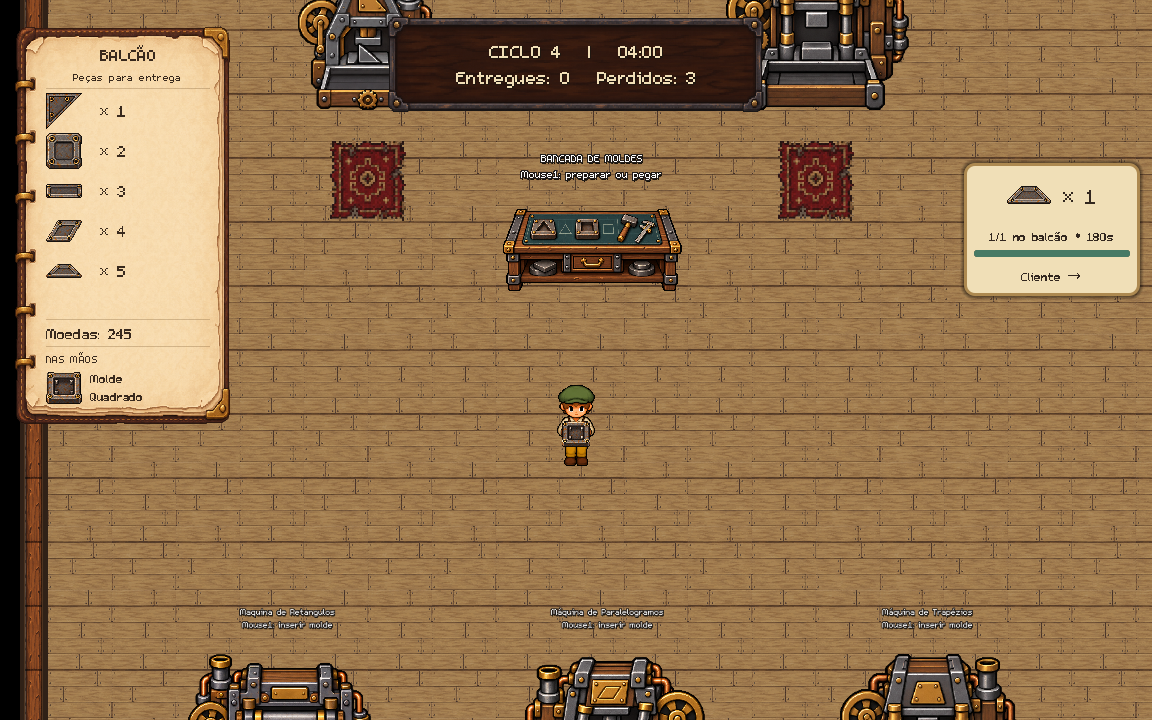 BALCÃO
Peças para entrega
x 1
x 2
x 3
x 4
x 5
Moedas: 245
NAS MÃOS
Molde
Quadrado
CICLO 4 | 04:00
Entregues: 0 Perdidos: 3
BANCADA DE MOLDES
Mouse1: preparar ou pegar
x 1
1/1 no balcão • 180s
Cliente →
Máquina de Retângulos
Mouse1: inserir molde
Máquina de Paralelogramos
Mouse1: inserir molde
Máquina de Trapézios
Mouse1: inserir molde